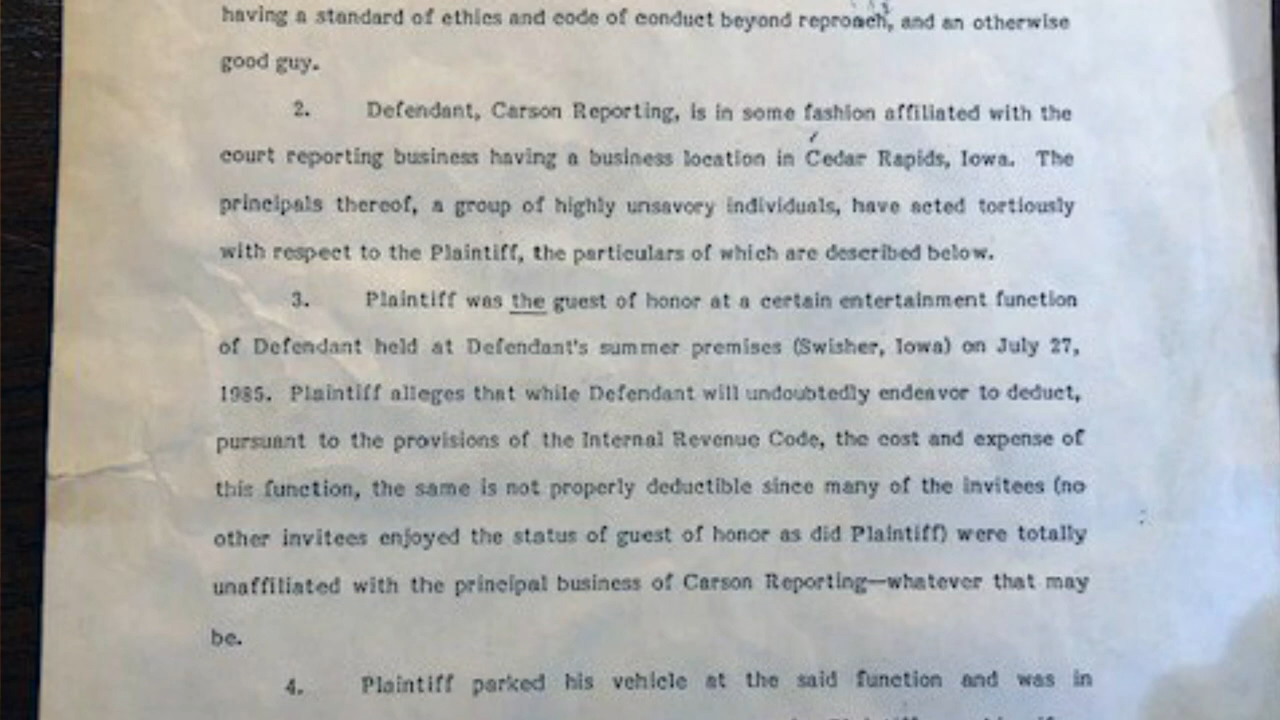 having a standard of ethics and code of conduct beyond reproach, and an otherwise
good guy.
2. Defendant, Carson Reporting, is in some fashion affiliated with the
court reporting business having a business location in Cedar Rapids, Iowa. The
principals thereof, a group of highly unsavory individuals, have acted tortiously
with respect to the Plaintiff, the particulars of which are described below.
3. Plaintiff was the guest of honor at a certain entertainment function
of Defendant held at Defendant's summer premises (Swisher, Iowa) on July 27,
1985. Plaintiff alleges that while Defendant will undoubtedly endeavor to deduct,
pursuant to the provisions of the Internal Revenue Code, the cost and expense of
this function, the same is not properly deductible since many of the invitees (no
other invitees enjoyed the status of guest of honor as did Plaintiff) were totally
unaffiliated with the principal business of Carson Reporting—whatever that may
be.
4. Plaintiff parked his vehicle at the said function and was in